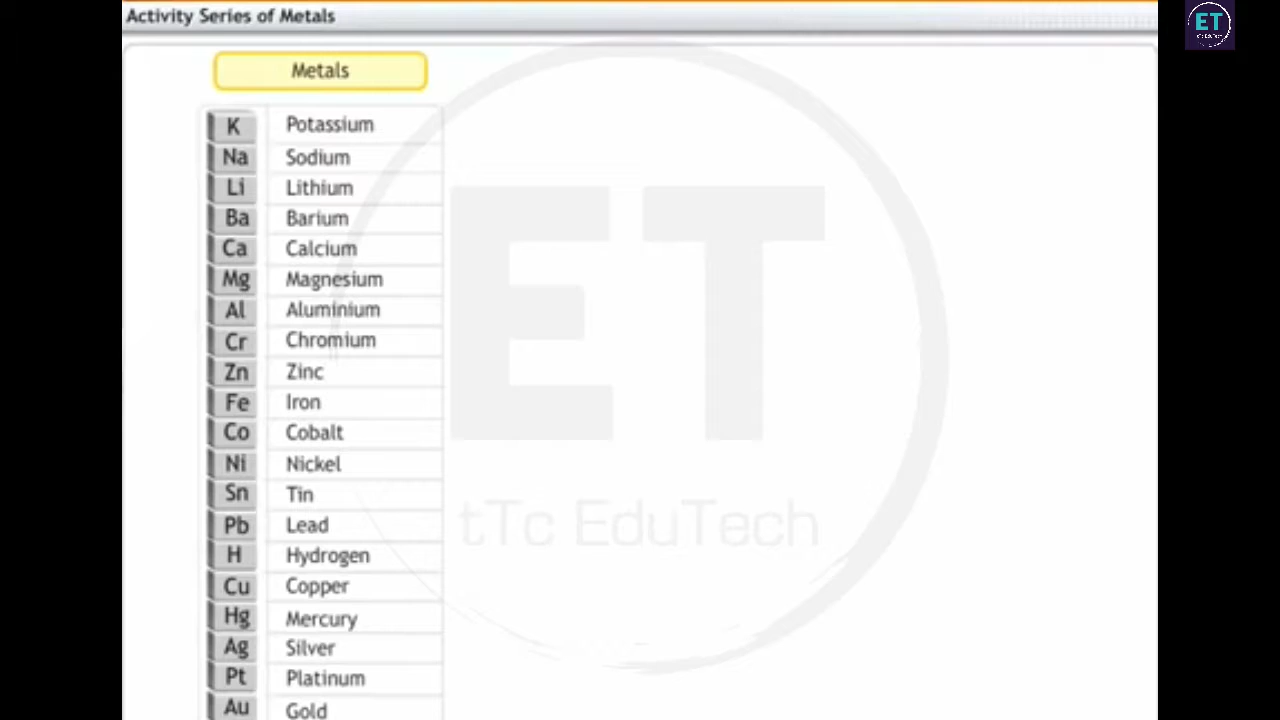 Activity Series of Metals
ET
Metals
K Potassium
Na Sodium
Li Lithium
Ba Barium
Ca Calcium
Mg Magnesium
Al Aluminium
Cr Chromium
Zn Zinc
Fe Iron
Co Cobalt
Ni Nickel
Sn Tin
Pb Lead
H Hydrogen
Cu Copper
Hg Mercury
Ag Silver
Pt Platinum
Au Gold
ET
tTc EduTech